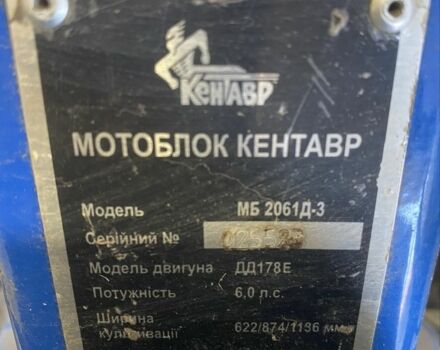 КЕНТАВР
МОТОБЛОК КЕНТАВР
Модель МБ 2061Д-3
Серійний №
Модель двигуна ДД178Е
Потужність 6,0 л.с.
Ширина
культивації 622/874/1136 мм